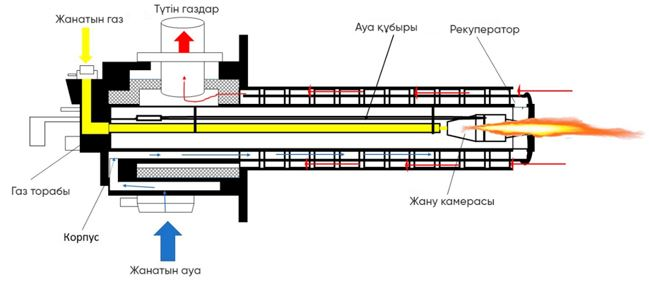 Жанатын газ
Түтін газдар
Ауа құбыры
Рекуператор
Газ торабы
Корпус
Жану камерасы
Жанатын ауа